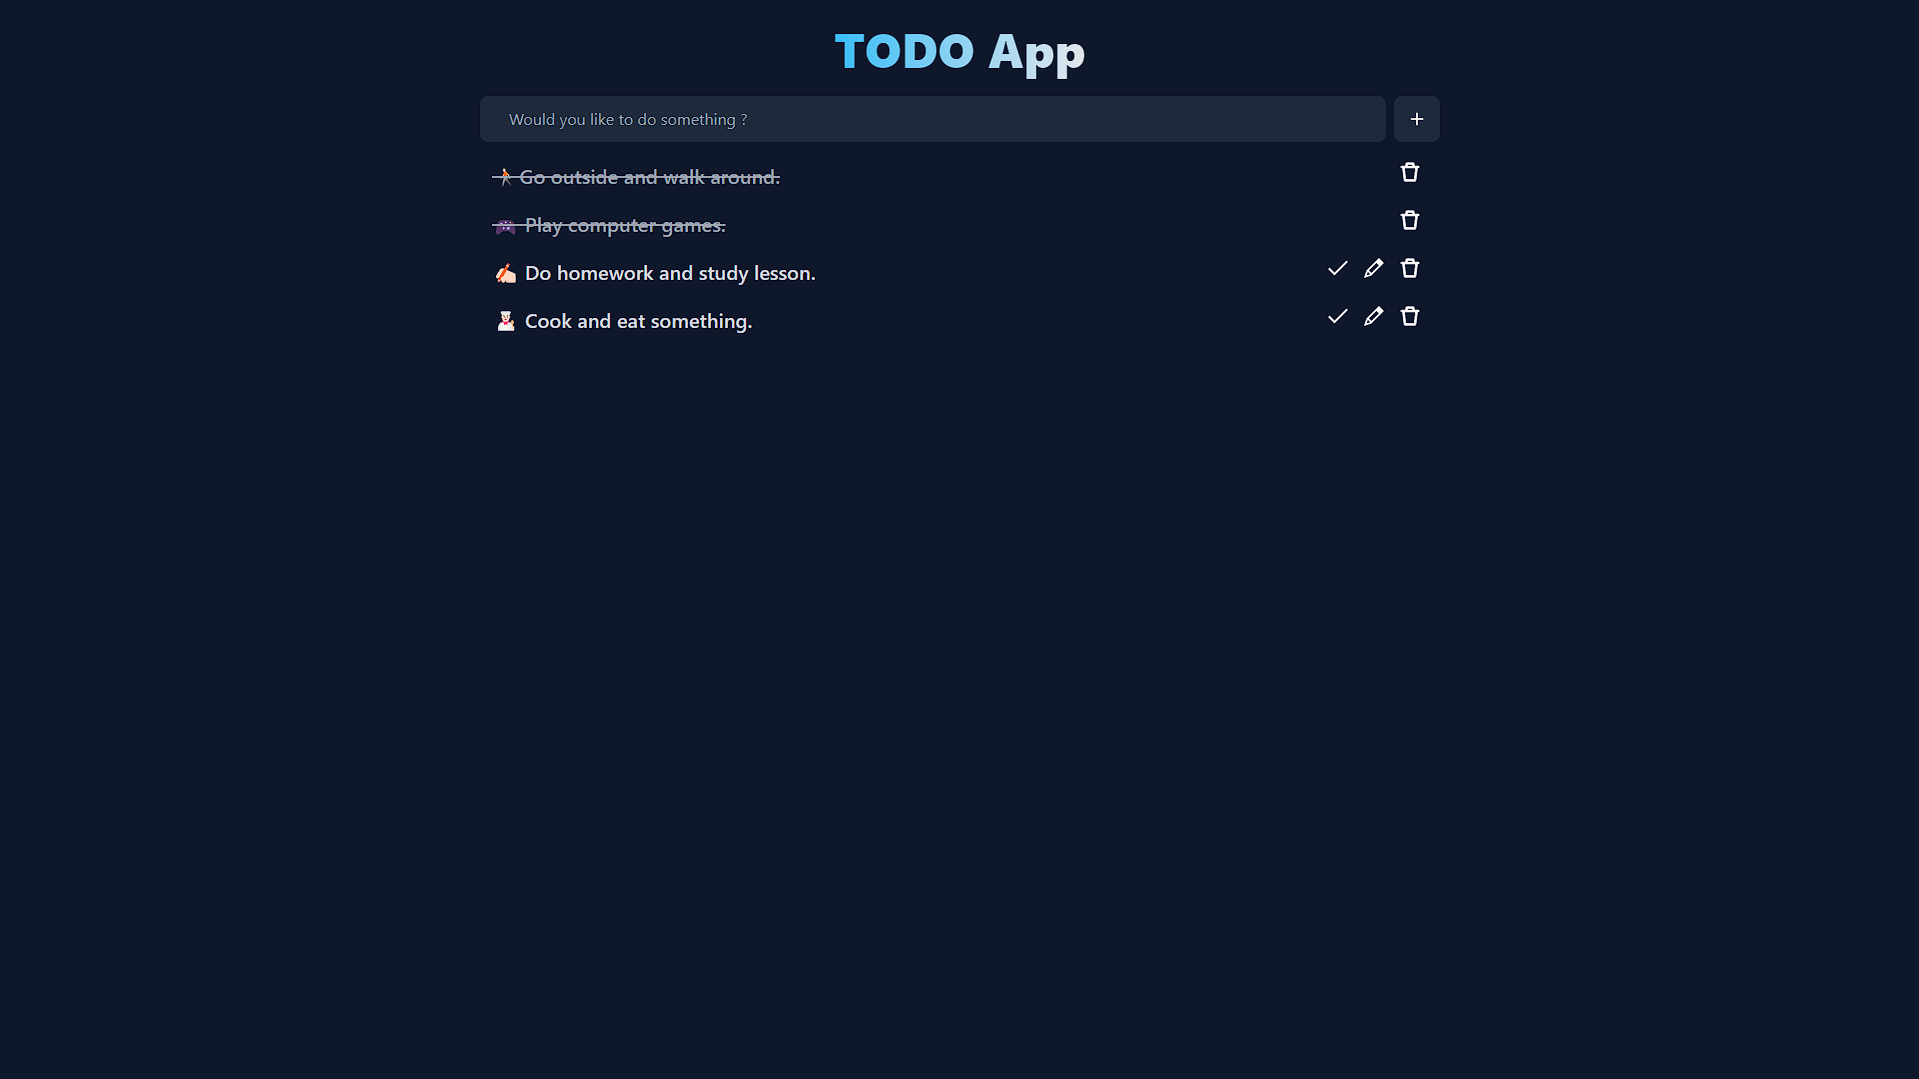 TODO App
Would you like to do something ?
Go outside and walk around.
Play computer games.
Do homework and study lesson.
Cook and eat something.